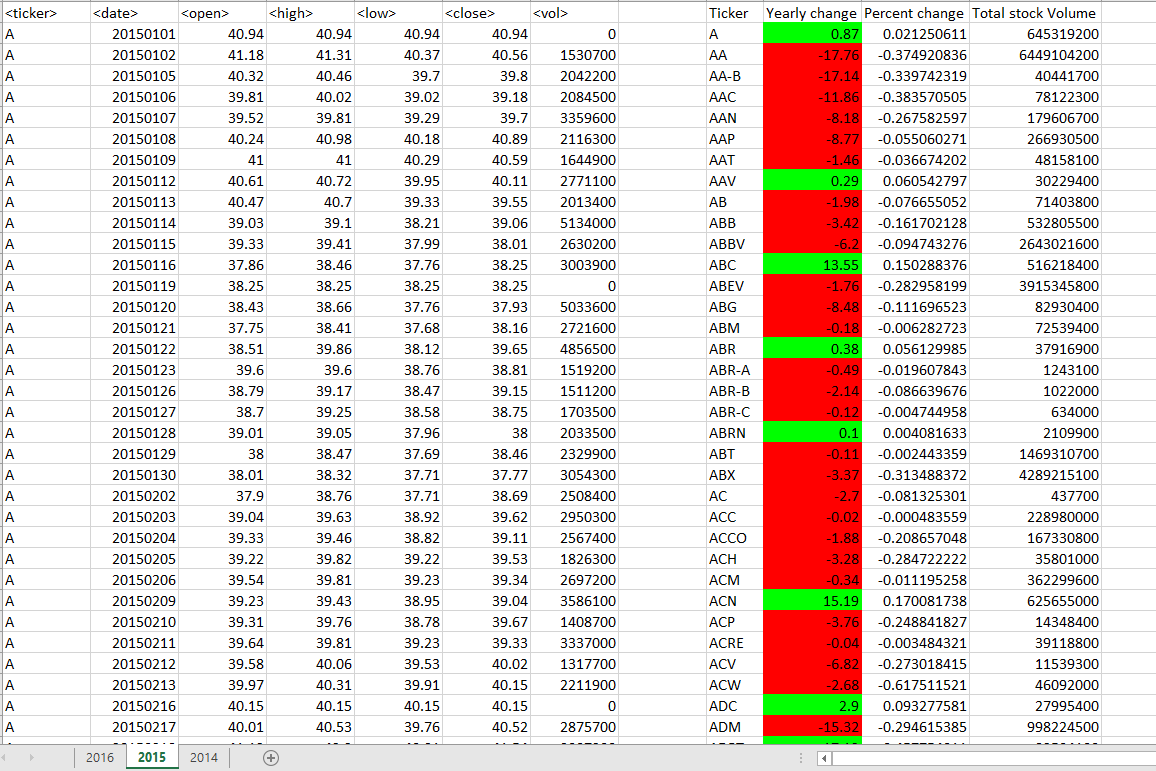 <ticker> <date> <open> <high> <low> <close> <vol> Ticker Yearly change Percent change Total stock Volume
A 20150101 40.94 40.94 40.94 40.94 0 A 0.87 0.021250611 645319200
A 20150102 41.18 41.31 40.37 40.56 1530700 AA -17.76 -0.374920836 6449104200
A 20150105 40.32 40.46 39.7 39.8 2042200 AA-B -17.14 -0.339742319 40441700
A 20150106 39.81 40.02 39.02 39.18 2084500 AAC -11.86 -0.383570505 78122300
A 20150107 39.52 39.81 39.29 39.7 3359600 AAN -8.18 -0.267582597 179606700
A 20150108 40.24 40.98 40.18 40.89 2116300 AAP -8.77 -0.055060271 266930500
A 20150109 41 41 40.29 40.59 1644900 AAT -1.46 -0.036674202 48158100
A 20150112 40.61 40.72 39.95 40.11 2771100 AAV 0.29 0.060542797 30229400
A 20150113 40.47 40.7 39.33 39.55 2013400 AB -1.98 -0.076655052 71403800
A 20150114 39.03 39.1 38.21 39.06 5134000 ABB -3.42 -0.161702128 532805500
A 20150115 39.33 39.41 37.99 38.01 2630200 ABBV -6.2 -0.094743276 2643021600
A 20150116 37.86 38.46 37.76 38.25 3003900 ABC 13.55 0.150288376 516218400
A 20150119 38.25 38.25 38.25 38.25 0 ABEV -1.76 -0.282958199 3915345800
A 20150120 38.43 38.66 37.76 37.93 5033600 ABG -8.48 -0.111696523 82930400
A 20150121 37.75 38.41 37.68 38.16 2721600 ABM -0.18 -0.006282723 72539400
A 20150122 38.51 39.86 38.12 39.65 4856500 ABR 0.38 0.056129985 37916900
A 20150123 39.6 39.6 38.76 38.81 1519200 ABR-A -0.49 -0.019607843 1243100
A 20150126 38.79 39.17 38.47 39.15 1511200 ABR-B -2.14 -0.086639676 1022000
A 20150127 38.7 39.25 38.58 38.75 1703500 ABR-C -0.12 -0.004744958 634000
A 20150128 39.01 39.05 37.96 38 2033500 ABRN 0.1 0.004081633 2109900
A 20150129 38 38.47 37.69 38.46 2329900 ABT -0.11 -0.002443359 1469310700
A 20150130 38.01 38.32 37.71 37.77 3054300 ABX -3.37 -0.313488372 4289215100
A 20150202 37.9 38.76 37.71 38.69 2508400 AC -2.7 -0.081325301 437700
A 20150203 39.04 39.63 38.92 39.62 2950300 ACC -0.02 -0.000483559 228980000
A 20150204 39.33 39.46 38.82 39.11 2567400 ACCO -1.88 -0.208657048 167330800
A 20150205 39.22 39.82 39.22 39.53 1826300 ACH -3.28 -0.284722222 35801000
A 20150206 39.54 39.81 39.23 39.34 2697200 ACM -0.34 -0.011195258 362299600
A 20150209 39.23 39.43 38.95 39.04 3586100 ACN 15.19 0.170081738 625655000
A 20150210 39.31 39.76 38.78 39.67 1408700 ACP -3.76 -0.248841827 14348400
A 20150211 39.64 39.81 39.23 39.33 3337000 ACRE -0.04 -0.003484321 39118800
A 20150212 39.58 40.06 39.53 40.02 1317700 ACV -6.82 -0.273018415 11539300
A 20150213 39.97 40.31 39.91 40.15 2211900 ACW -2.68 -0.617511521 46092000
A 20150216 40.15 40.15 40.15 40.15 0 ADC 2.9 0.093277581 27995400
A 20150217 40.01 40.53 39.76 40.52 2875700 ADM -15.32 -0.294615385 998224500
2016 2015 2014